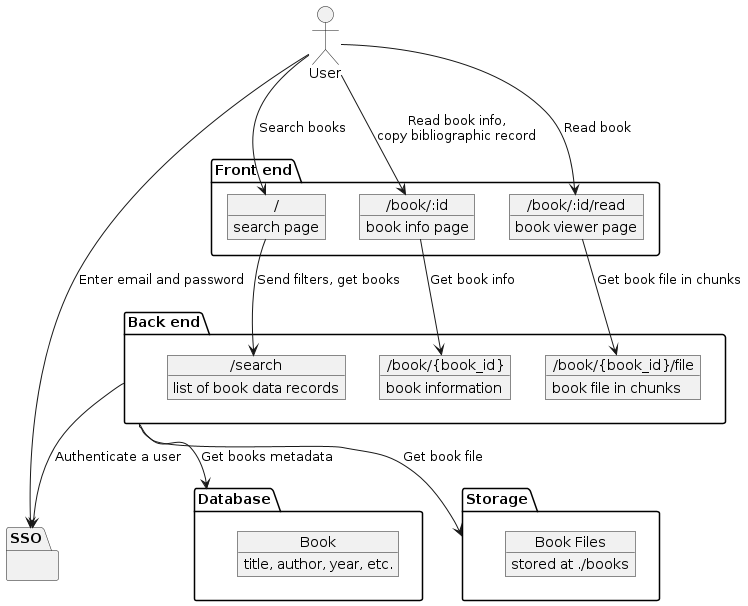 User
Search books
Read book info,
copy bibliographic record
Read book
Front end
/
search page
/book/:id
book info page
/book/:id/read
book viewer page
Enter email and password
Send filters, get books
Get book info
Get book file in chunks
Back end
/search
list of book data records
/book/{book_id}
book information
/book/{book_id}/file
book file in chunks
Authenticate a user
Get books metadata
Get book file
SSO
Database
Book
title, author, year, etc.
Storage
Book Files
stored at ./books